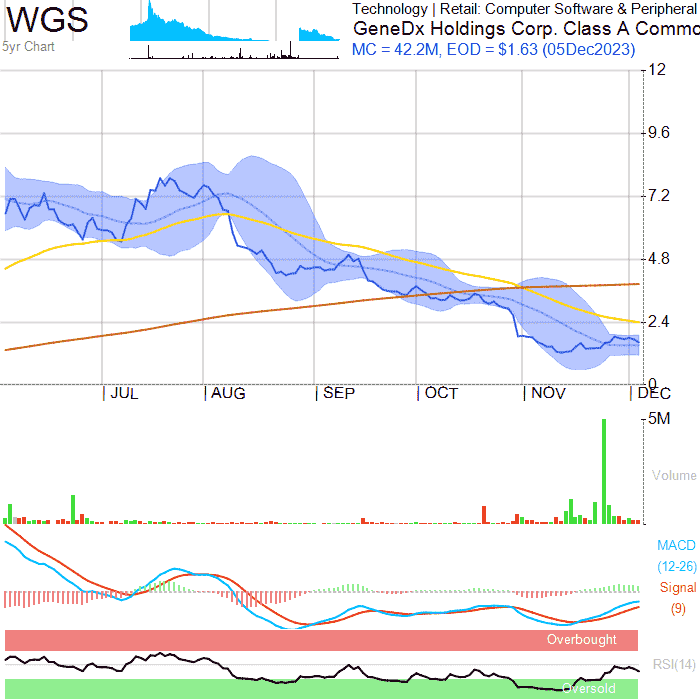 WGS
5yr Chart
Technology | Retail: Computer Software & Peripheral
GeneDx Holdings Corp. Class A Commo
MC = 42.2M, EOD = $1.63 (05Dec2023)
12
9.6
7.2
4.8
2.4
0
JUL AUG SEP OCT NOV DEC
5M
Volume
MACD
(12-26)
Signal
(9)
Overbought
RSI(14)
Oversold